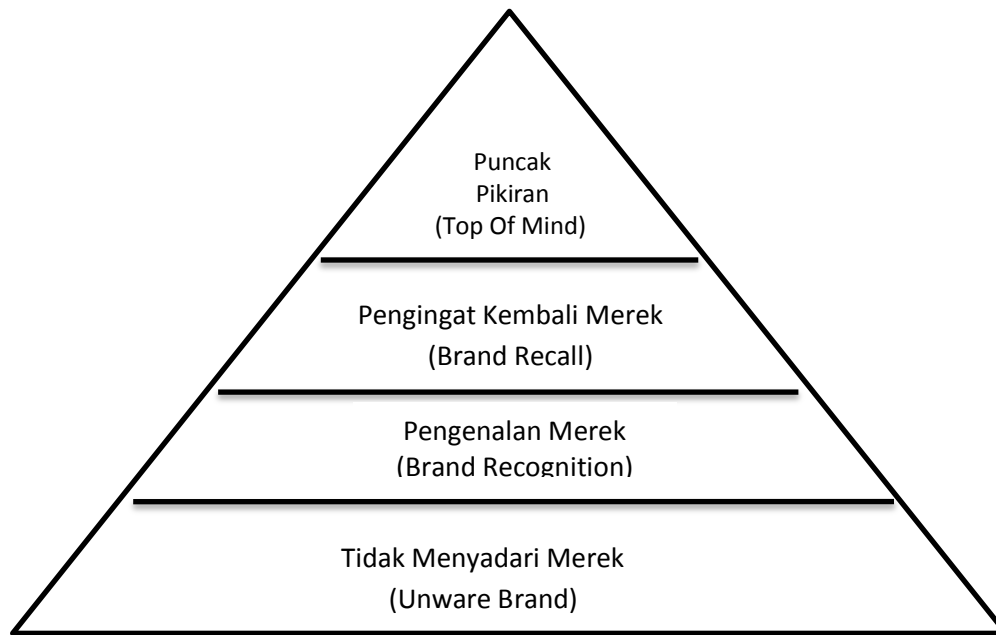 Puncak
Pikiran
(Top Of Mind)
Pengingat Kembali Merek
(Brand Recall)
Pengenalan Merek
(Brand Recognition)
Tidak Menyadari Merek
(Unware Brand)